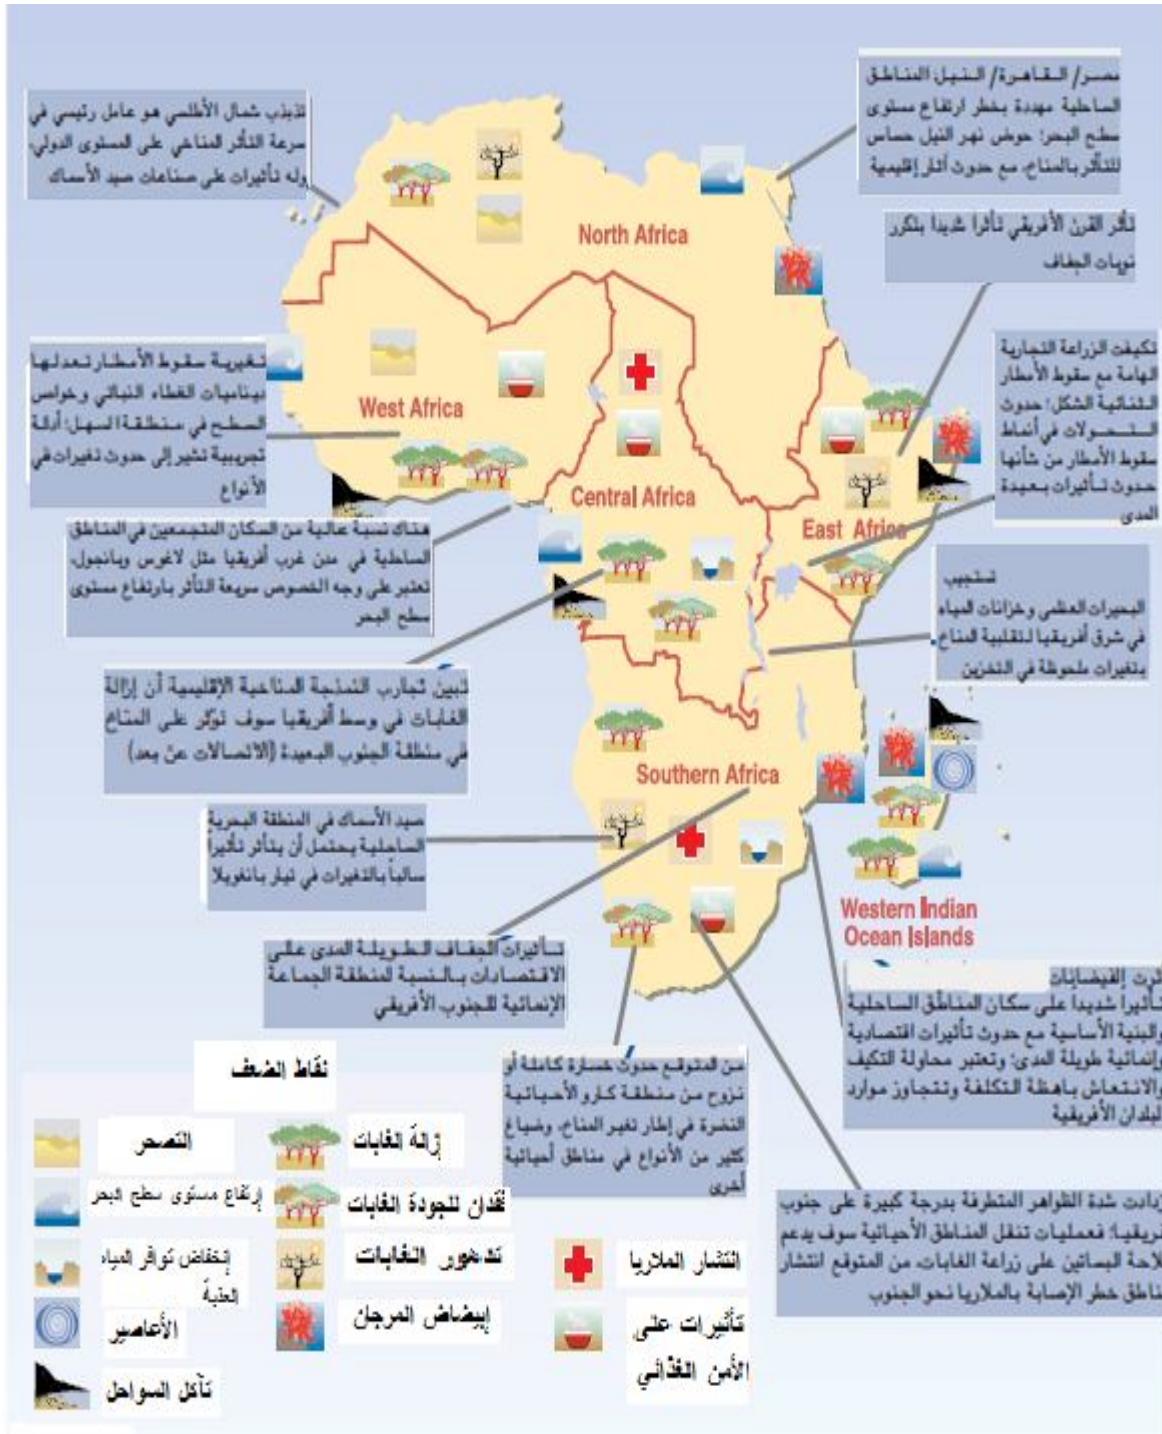 مصر/ القاهرة/ النيل المناطق
الساحلية مهددة بخطر ارتفاع مستوى
سطح البحر؛ حوض نهر النيل حساس
للتأثر بالمناخ، مع حدوث آثار إقليمية
تذبذب شمال الأطلسي هو عامل رئيسي في
سرعة التأثر المناخي على المستوى الدولي،
وله تأثيرات على صناعات صيد الأسماك
تأثر القرن الأفريقي تأثرا شديدا بتكرر
نوبات الجفاف
North Africa
تكيفت الزراعة التجارية
الهامة مع سقوط الأمطار
الثنائية الشكل؛ حدوث
التحولات في أنماط
سقوط الأمطار من شأنها
حدوث تأثيرات بعيدة
المدى
تغيرية سقوط الأمطار تعدلها
ديناميات الغطاء النباتي وخواص
السطح في منطقة السهل؛ أدلة
تجريبية تشير إلى حدوث تغيرات في
الأنواع
West Africa
Central Africa
East Africa
هناك نسبة عالية من السكان المتجمعين في المناطق
الساحلية في مدن غرب أفريقيا مثل لاغوس وبانجول،
تعتبر على وجه الخصوص سريعة التأثر بارتفاع مستوى
سطح البحر
تستجيب
البحيرات العظمى وخزانات المياه
في شرق أفريقيا لتقلبية المناخ
بتغيرات ملحوظة في التخزين
تبين تجارب النمذجة المناخية الإقليمية أن إزالة
الغابات في وسط أفريقيا سوف تؤثر على المناخ
في منطقة الجنوب البعيدة (الاتصالات عن بعد)
Southern Africa
صيد الأسماك في المنطقة البحرية
الساحلية يحتمل أن يتأثر تأثيراً
سالباً بالتغيرات في تيار بانغويلا
Western Indian
Ocean Islands
تأثيرات الجفاف الطويلة المدى على
الاقتصادات بالنسبة لمنطقة الجماعة
الإنمائية للجنوب الأفريقي
أثرت الفيضانات
تأثيرا شديدا على سكان المناطق الساحلية
والبنية الأساسية مع حدوث تأثيرات اقتصادية
وإنمائية طويلة المدى؛ وتعتبر محاولة التكيف
والانتعاش باهظة التكلفة وتتجاوز موارد
البلدان الأفريقية
من المتوقع حدوث خسارة كاملة أو
نزوح من منطقة كارو الأحيائية
النضرة في إطار تغير المناخ، وضياع
كثير من الأنواع في مناطق أحيائية
أخرى
زادت شدة الظواهر المتطرفة بدرجة كبيرة على جنوب
فريقيا؛ فعمليات تنقل المناطق الأحيائية سوف يدعم
لاحة البساتين على زراعة الغابات، من المتوقع انتشار
ناطق خطر الإصابة بالملاريا نحو الجنوب
نقاط الضعف
إزالة الغابات
التصحر
فقدان للجودة الغابات
إرتفاع مستوى سطح البحر
تدهور الغابات
إنخفاض توافر المياه
العذبة
إبيضاض المرجان
الأعاصير
تآكل السواحل
انتشار الملاريا
تأثيرات على
الأمن الغذائي